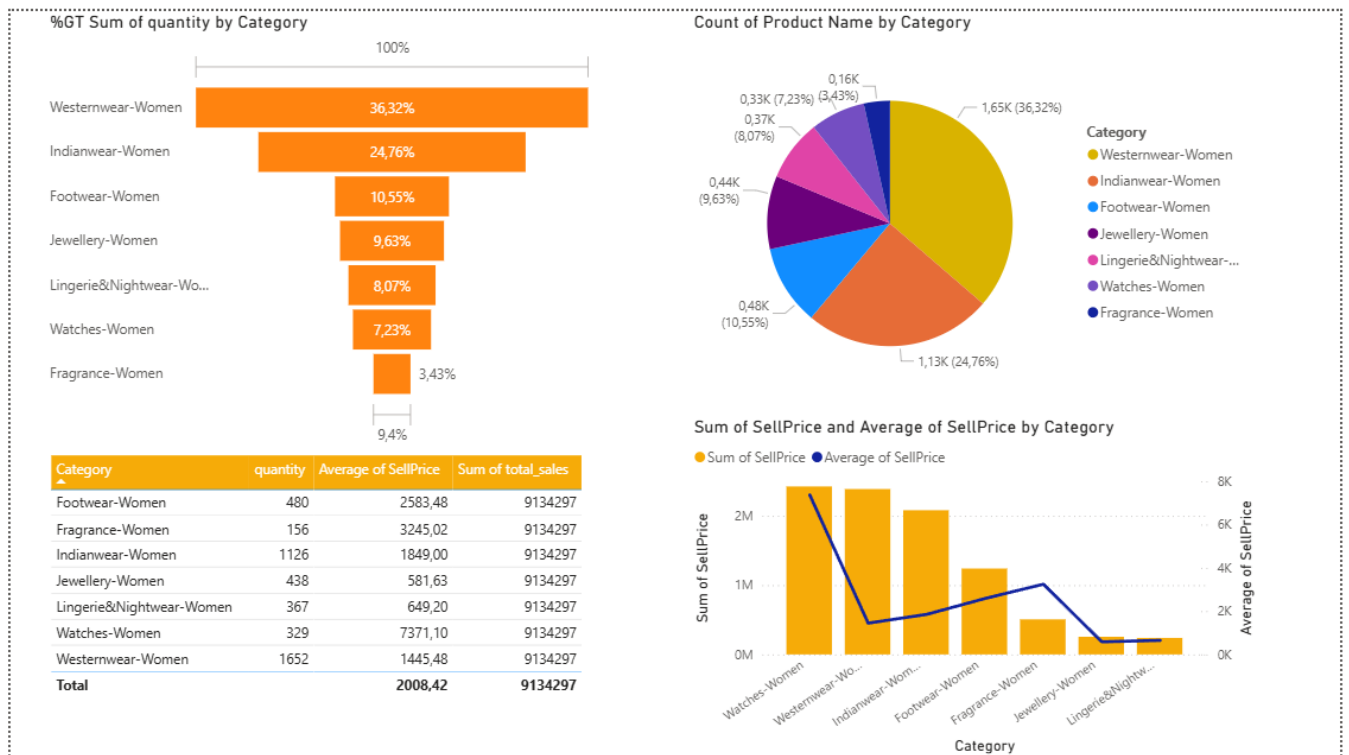 %GT Sum of quantity by Category
100%
Westernwear-Women 36,32%
Indianwear-Women 24,76%
Footwear-Women 10,55%
Jewellery-Women 9,63%
Lingerie&Nightwear-Wo... 8,07%
Watches-Women 7,23%
Fragrance-Women 3,43%
9,4%
Count of Product Name by Category
0,16K
(3,43%)
0,33K (7,23%)
0,37K
(8,07%)
0,44K
(9,63%)
0,48K
(10,55%)
1,13K (24,76%)
1,65K (36,32%)
Category
Westernwear-Women
Indianwear-Women
Footwear-Women
Jewellery-Women
Lingerie&Nightwear-...
Watches-Women
Fragrance-Women
Category quantity Average of SellPrice Sum of total_sales
Footwear-Women 480 2583,48 9134297
Fragrance-Women 156 3245,02 9134297
Indianwear-Women 1126 1849,00 9134297
Jewellery-Women 438 581,63 9134297
Lingerie&Nightwear-Women 367 649,20 9134297
Watches-Women 329 7371,10 9134297
Westernwear-Women 1652 1445,48 9134297
Total 2008,42 9134297
Sum of SellPrice and Average of SellPrice by Category
Sum of SellPrice Average of SellPrice
Sum of SellPrice
2M
1M
0M
8K
6K
4K
2K
0K
Average of SellPrice
Watches-Women
Westernwear-Wo...
Indianwear-Wom...
Footwear-Women
Fragrance-Women
Jewellery-Women
Lingerie&Nightw...
Category